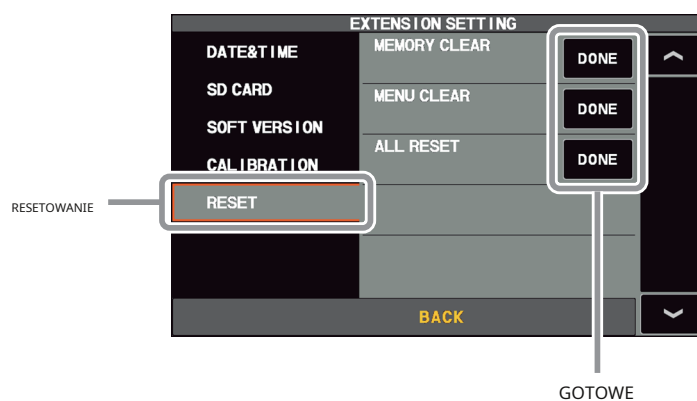 EXTENSION SETTING
DATE&TIME
SD CARD
SOFT VERSION
CALIBRATION
RESET
MEMORY CLEAR
DONE
MENU CLEAR
DONE
ALL RESET
DONE
BACK
RESETOWANIE
GOTOWE